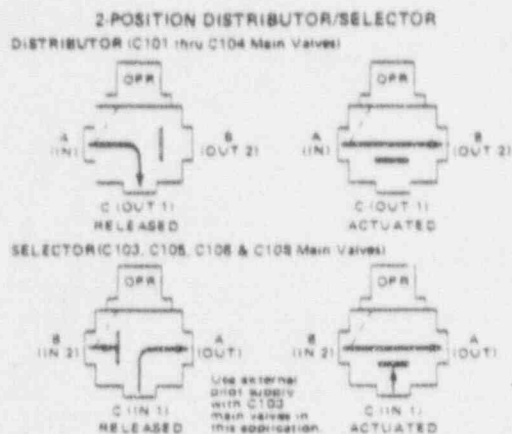 2-POSITION DISTRIBUTOR/SELECTOR
DISTRIBUTOR (C101 thru C104 Main Valves)
OPR
OPR
A
(IN)
B
(OUT 2)
A
(IN)
B
(OUT 2)
C (OUT 1)
C (OUT 1)
RELEASED
ACTUATED
SELECTOR (C103, C105, C106 & C108 Main Valves)
OPR
OPR
B
(IN 2)
A
(OUT)
B
(IN 2)
A
(OUT)
C (IN 1)
C (IN 1)
RELEASED
ACTUATED
Use external
pilot supply
with C103
main valves in
this application.